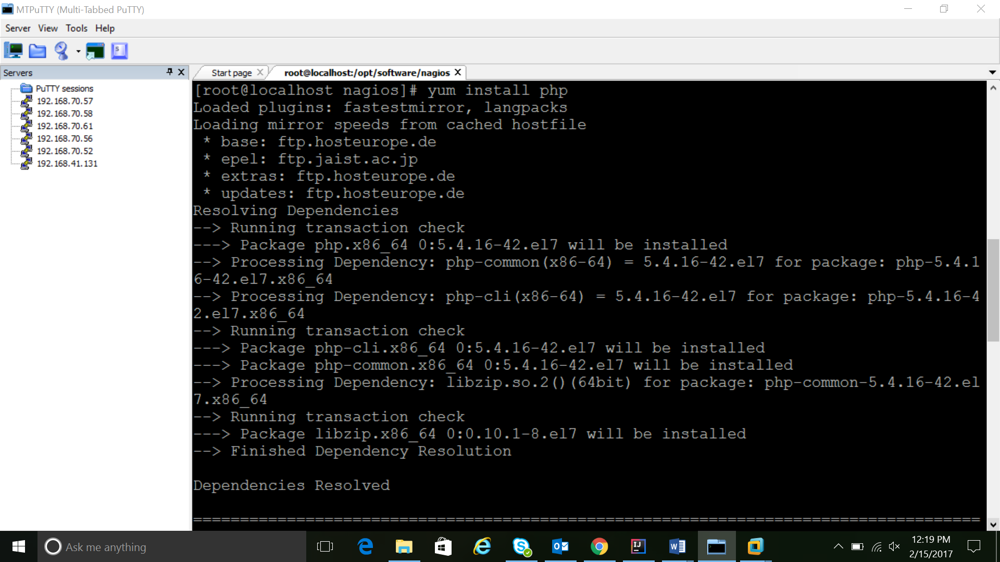 MTPuTTY (Multi-Tabbed PuTTY)
Server View Tools Help
Servers
PuTTY sessions
192.168.70.57
192.168.70.58
192.168.70.61
192.168.70.56
192.168.70.52
192.168.41.131
Start page root@localhost:/opt/software/nagios
[root@localhost nagios]# yum install php
Loaded plugins: fastestmirror, langpacks
Loading mirror speeds from cached hostfile
* base: ftp.hosteurope.de
* epel: ftp.jaist.ac.jp
* extras: ftp.hosteurope.de
* updates: ftp.hosteurope.de
Resolving Dependencies
--> Running transaction check
---> Package php.x86_64 0:5.4.16-42.el7 will be installed
--> Processing Dependency: php-common(x86-64) = 5.4.16-42.el7 for package: php-5.4.1
6-42.el7.x86_64
--> Processing Dependency: php-cli(x86-64) = 5.4.16-42.el7 for package: php-5.4.16-4
2.el7.x86_64
--> Running transaction check
---> Package php-cli.x86_64 0:5.4.16-42.el7 will be installed
---> Package php-common.x86_64 0:5.4.16-42.el7 will be installed
--> Processing Dependency: libzip.so.2()(64bit) for package: php-common-5.4.16-42.el
7.x86_64
--> Running transaction check
---> Package libzip.x86_64 0:0.10.1-8.el7 will be installed
--> Finished Dependency Resolution
Dependencies Resolved
====================================================================================
Ask me anything
12:19 PM
2/15/2017